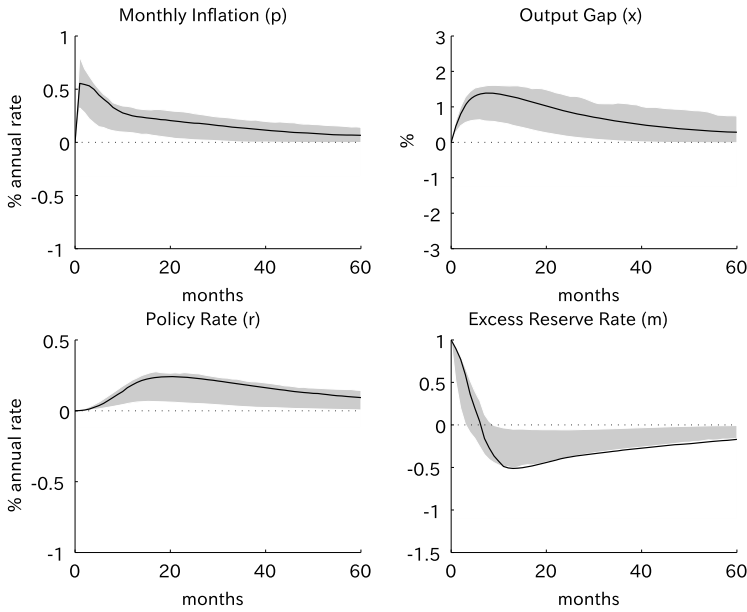 Monthly Inflation (p)
% annual rate
1
0.5
0
-0.5
-1
0 20 40 60
months
Output Gap (x)
%
3
2
1
0
-1
-2
-3
0 20 40 60
months
Policy Rate (r)
% annual rate
0.5
0
-0.5
-1
0 20 40 60
months
Excess Reserve Rate (m)
1
0.5
0
-0.5
-1
-1.5
0 20 40 60
months